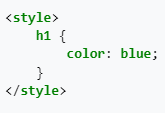 <style>
    h1 {
        color: blue;
    }
</style>